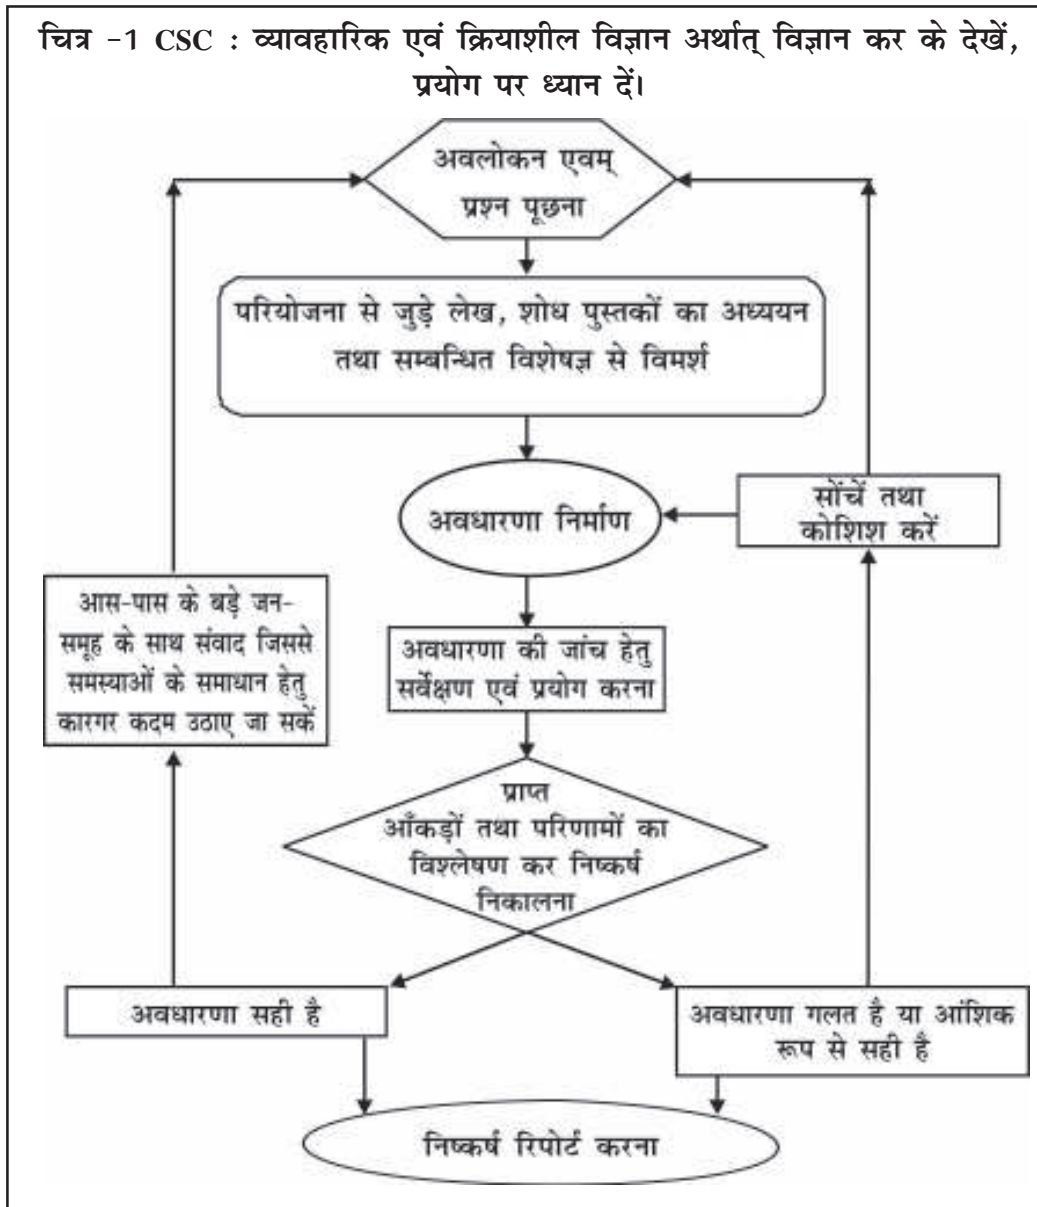 चित्र -1 CSC : व्यावहारिक एवं क्रियाशील विज्ञान अर्थात् विज्ञान कर के देखें,
प्रयोग पर ध्यान दें।
अवलोकन एवम्
प्रश्न पूछना
परियोजना से जुड़े लेख, शोध पुस्तकों का अध्ययन
तथा सम्बन्धित विशेषज्ञ से विमर्श
अवधारणा निर्माण
सोंचें तथा
कोशिश करें
आस-पास के बड़े जन-
समूह के साथ संवाद जिससे
समस्याओं के समाधान हेतु
कारगर कदम उठाए जा सकें
अवधारणा की जांच हेतु
सर्वेक्षण एवं प्रयोग करना
प्राप्त
आँकड़ों तथा परिणामों का
विश्लेषण कर निष्कर्ष
निकालना
अवधारणा सही है
अवधारणा गलत है या आंशिक
रूप से सही है
निष्कर्ष रिपोर्ट करना